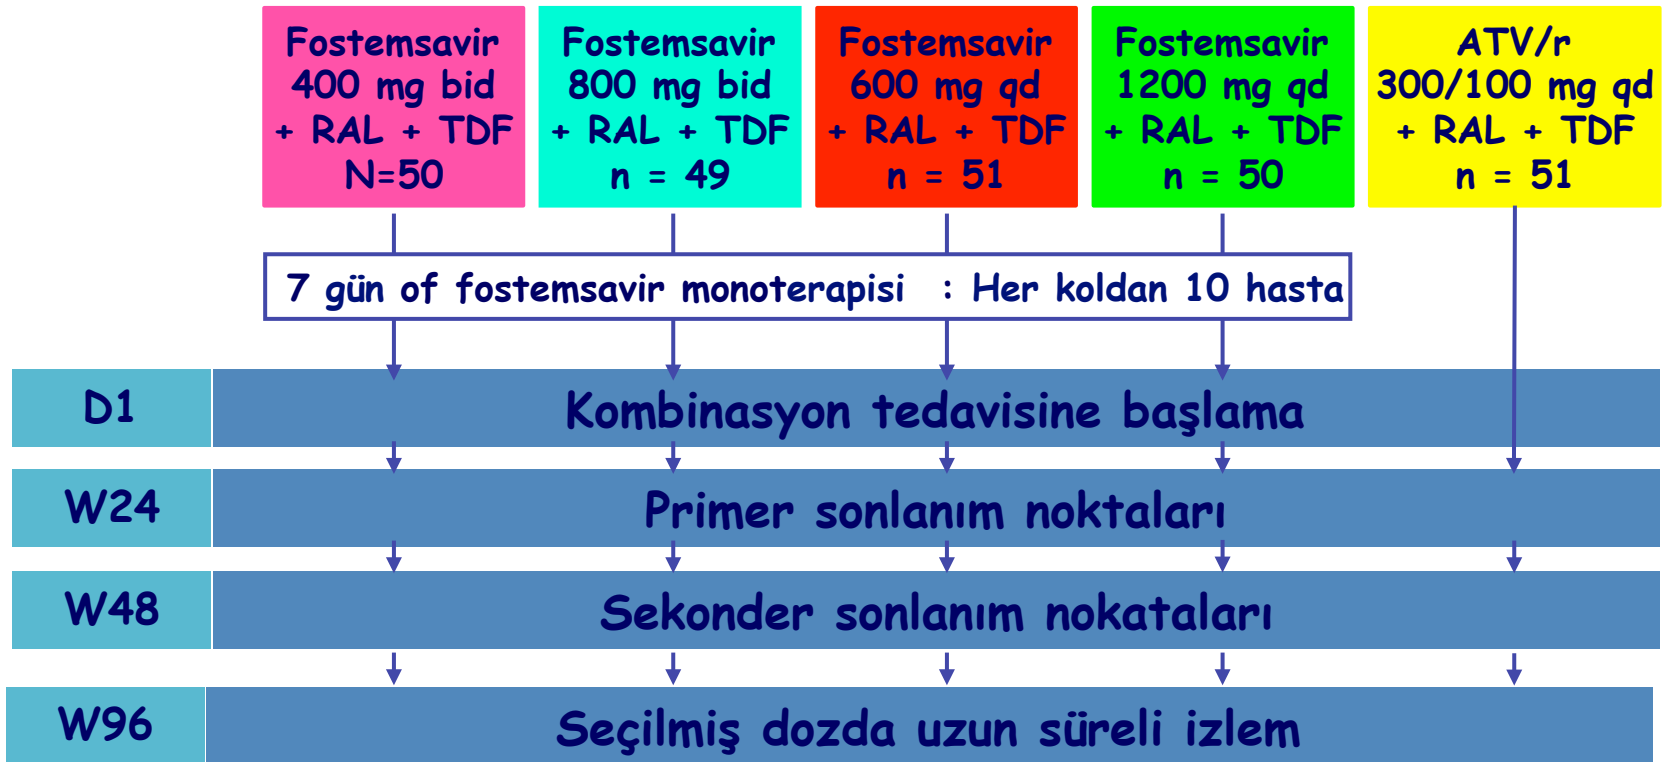 Fostemsavir
400 mg bid
+ RAL + TDF
N=50
Fostemsavir
800 mg bid
+ RAL + TDF
n = 49
Fostemsavir
600 mg qd
+ RAL + TDF
n = 51
Fostemsavir
1200 mg qd
+ RAL + TDF
n = 50
ATV/r
300/100 mg qd
+ RAL + TDF
n = 51
7 gün of fostemsavir monoterapisi : Her koldan 10 hasta
D1
Kombinasyon tedavisine başlama
W24
Primer sonlanım noktaları
W48
Sekonder sonlanım nokataları
W96
Seçilmiş dozda uzun süreli izlem